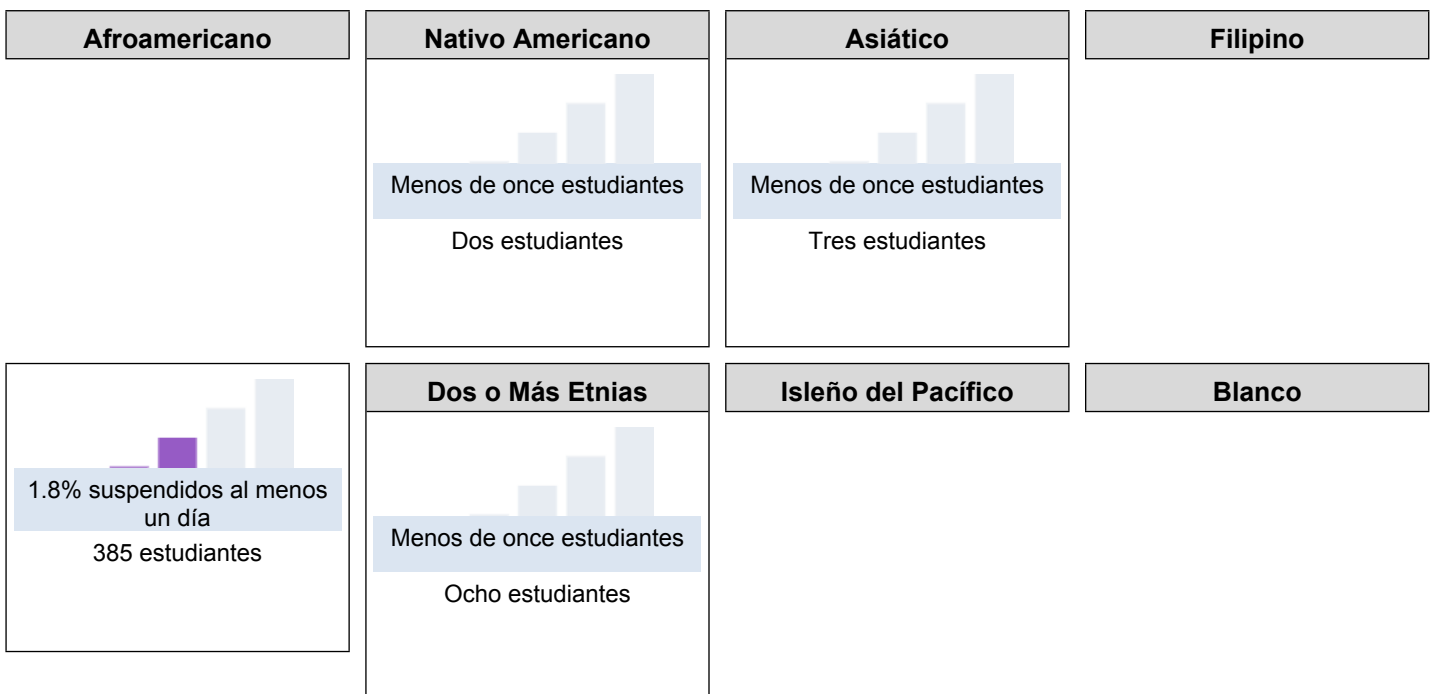 Afroamericano
Nativo Americano
Menos de once estudiantes
Dos estudiantes
Asiático
Menos de once estudiantes
Tres estudiantes
Filipino
1.8% suspendidos al menos
un día
385 estudiantes
Dos o Más Etnias
Menos de once estudiantes
Ocho estudiantes
Isleño del Pacífico
Blanco